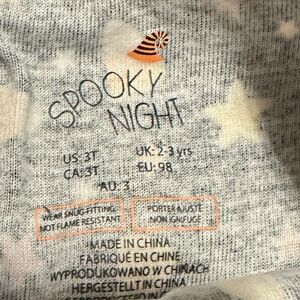 SPOOKY
NIGHT
US: 3T UK: 2-3 yrs
CA: 3T EU: 98
AU: 3
WEAR SNUG-FITTING, NOT FLAME RESISTANT
PORTER AJUSTÉ NON IGNIFUGE
MADE IN CHINA
FABRIQUÉ EN CHINE
WYPRODUKOWANO W CHINACH
HERGESTELLT IN CHINA